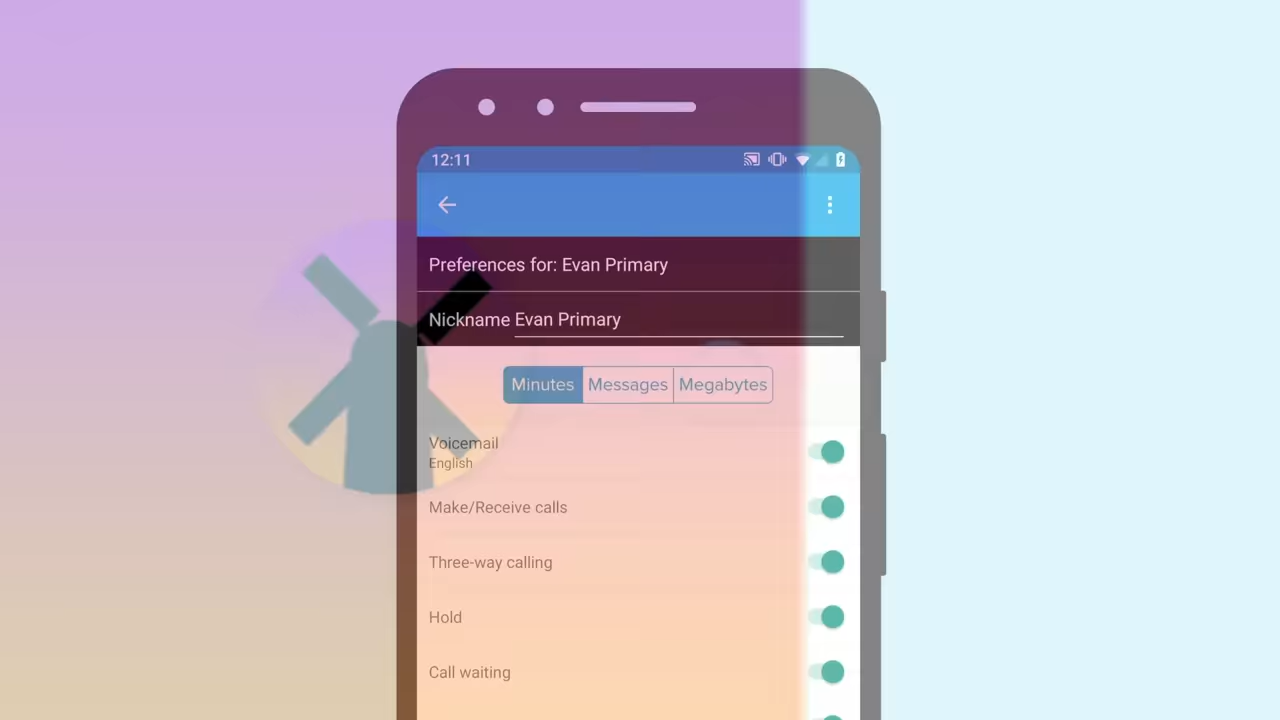 12:11
Preferences for: Evan Primary
Nickname Evan Primary
Minutes Messages Megabytes
Voicemail
English
Make/Receive calls
Three-way calling
Hold
Call waiting